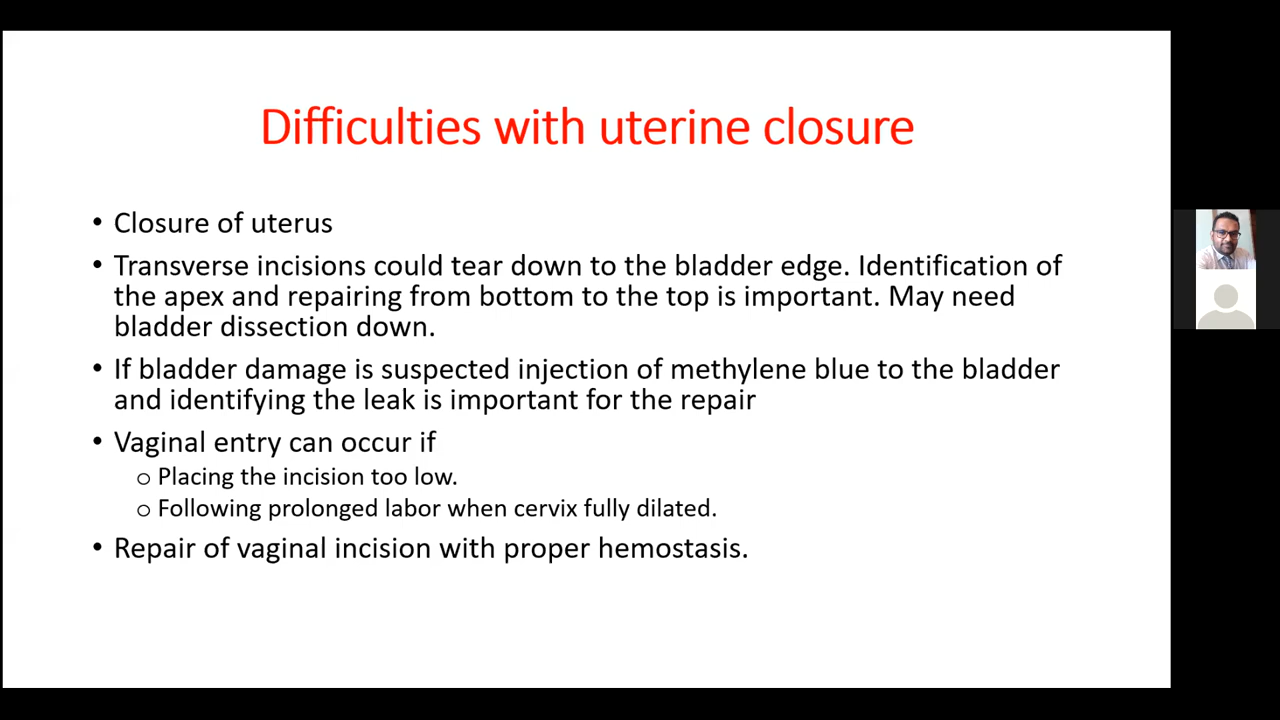 Difficulties with uterine closure
• Closure of uterus
• Transverse incisions could tear down to the bladder edge. Identification of
the apex and repairing from bottom to the top is important. May need
bladder dissection down.
• If bladder damage is suspected injection of methylene blue to the bladder
and identifying the leak is important for the repair
• Vaginal entry can occur if
o Placing the incision too low.
o Following prolonged labor when cervix fully dilated.
• Repair of vaginal incision with proper hemostasis.